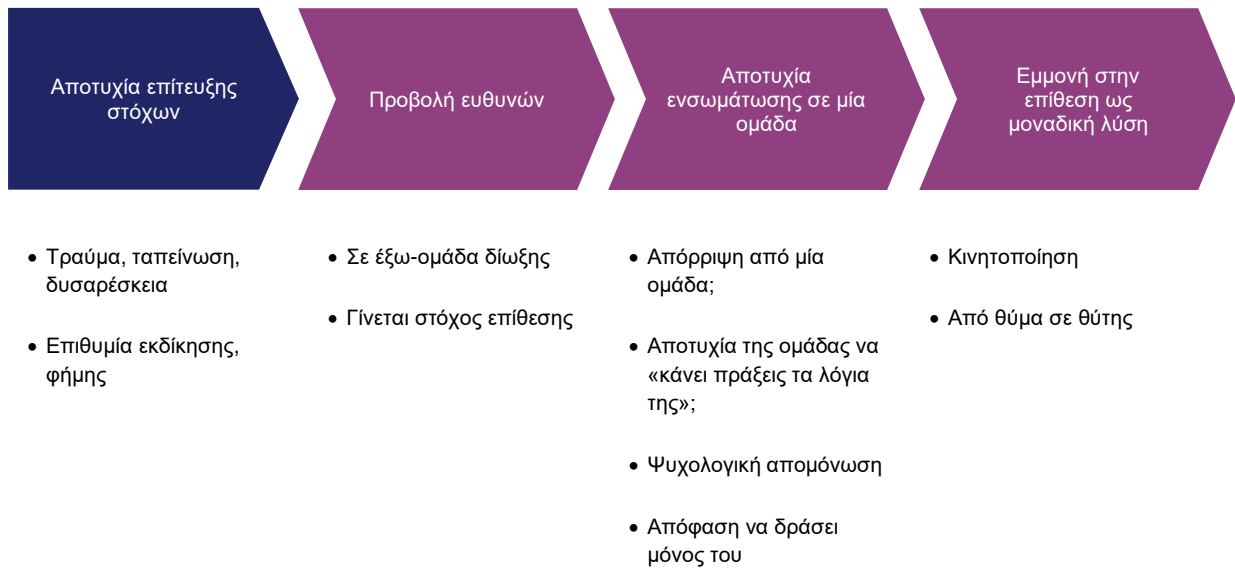 Αποτυχία επίτευξης
στόχων
Προβολή ευθυνών
Αποτυχία
ενσωμάτωσης σε μία
ομάδα
Εμμονή στην
επίθεση ως
μοναδική λύση
• Τραύμα, ταπείνωση,
δυσαρέσκεια
• Επιθυμία εκδίκησης,
φήμης
• Σε έξω-ομάδα δίωξης
• Γίνεται στόχος επίθεσης
• Απόρριψη από μία
ομάδα;
• Αποτυχία της ομάδας να
«κάνει πράξεις τα λόγια
της»;
• Ψυχολογική απομόνωση
• Απόφαση να δράσει
μόνος του
• Κινητοποίηση
• Από θύμα σε θύτης